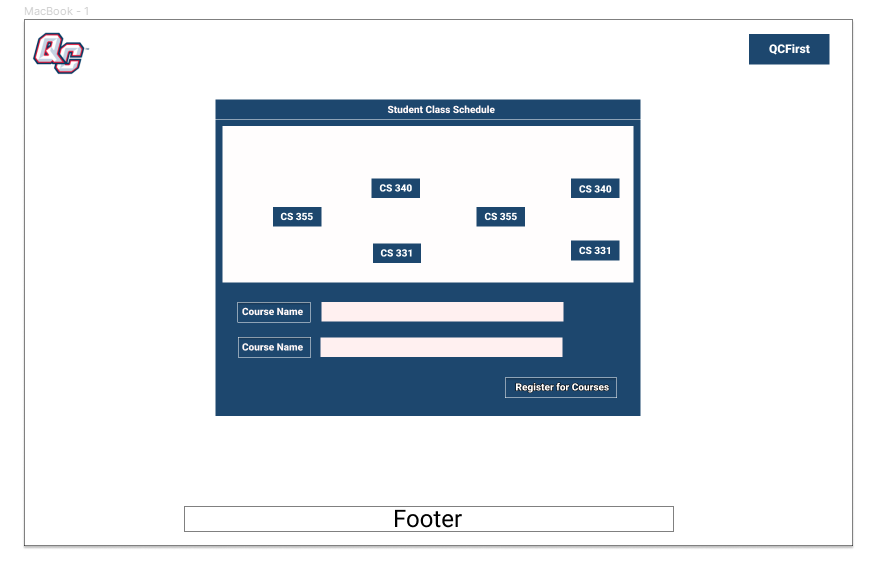 MacBook - 1
QC
QCFirst
Student Class Schedule
CS 340
CS 340
CS 355
CS 355
CS 331
CS 331
Course Name
Course Name
Register for Courses
Footer